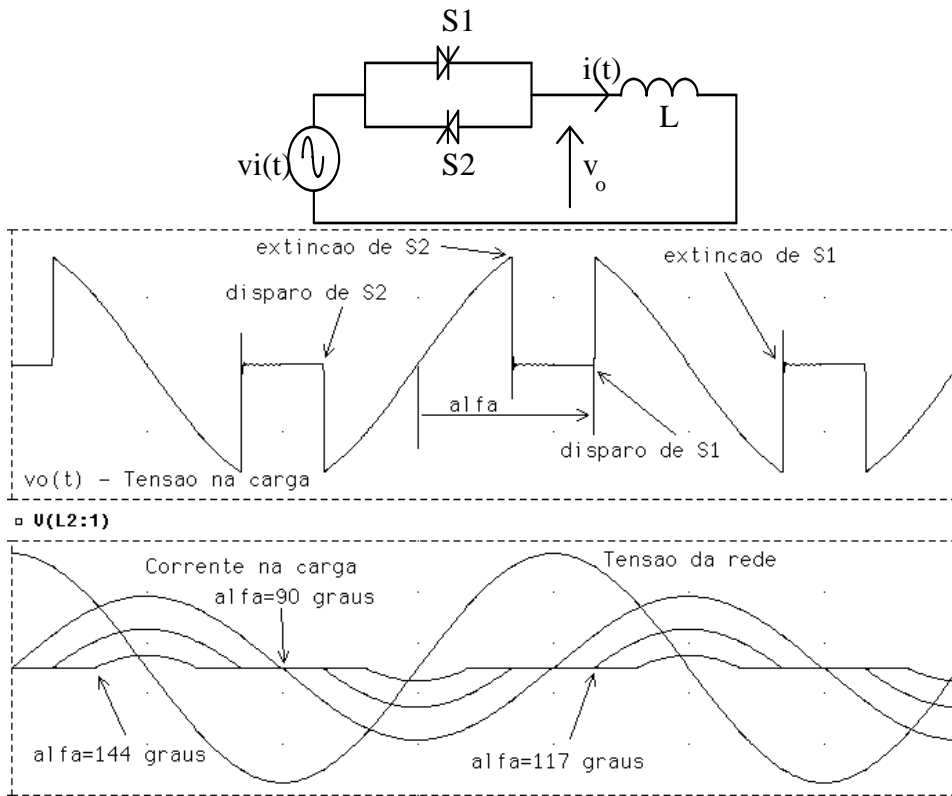 S1
i(t)
L
vi(t)
S2
vo
extincao de S2
extincao de S1
disparo de S2
alfa
disparo de S1
vo(t) - Tensao na carga
V(L2:1)
Corrente na carga
Tensao da rede
alfa=90 graus
alfa=144 graus
alfa=117 graus